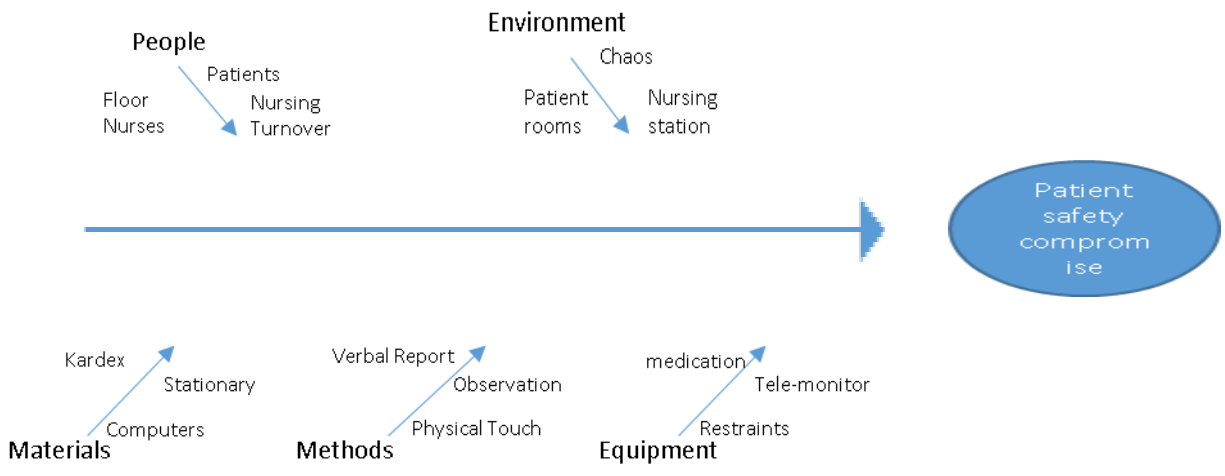 People
Patients
Floor
Nurses
Nursing
Turnover
Environment
Chaos
Patient
rooms
Nursing
station
Patient
safety
comprom
ise
Kardex
Stationary
Computers
Materials
Verbal Report
Observation
Physical Touch
Methods
medication
Tele-monitor
Restraints
Equipment